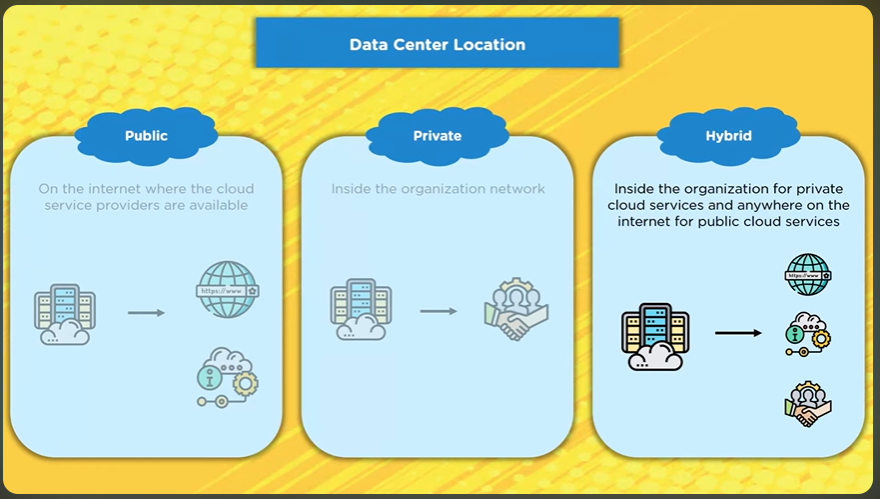 Data Center Location
Public
On the internet where the cloud
service providers are available
https://www
Private
Inside the organization network
Hybrid
Inside the organization for private
cloud services and anywhere on the
internet for public cloud services
https://www